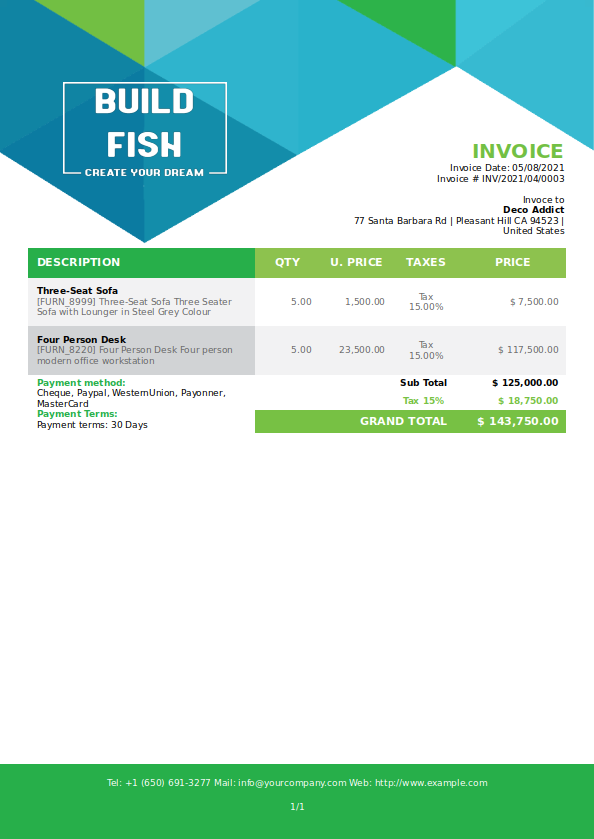 BUILD
FISH
CREATE YOUR DREAM
INVOICE
Invoice Date: 05/08/2021
Invoice # INV/2021/04/0003
Invoce to
Deco Addict
77 Santa Barbara Rd | Pleasant Hill CA 94523 |
United States
DESCRIPTION QTY U. PRICE TAXES PRICE
Three-Seat Sofa
[FURN_8999] Three-Seat Sofa Three Seater
Sofa with Lounger in Steel Grey Colour
5.00 1,500.00 Tax
15.00%
$ 7,500.00
Four Person Desk
[FURN_8220] Four Person Desk Four person
modern office workstation
5.00 23,500.00 Tax
15.00%
$ 117,500.00
Payment method:
Cheque, Paypal, WesternUnion, Payonner,
MasterCard
Payment Terms:
Payment terms: 30 Days
Sub Total $ 125,000.00
Tax 15% $ 18,750.00
GRAND TOTAL $ 143,750.00
Tel: +1 (650) 691-3277 Mail: info@yourcompany.com Web: http://www.example.com
1/1